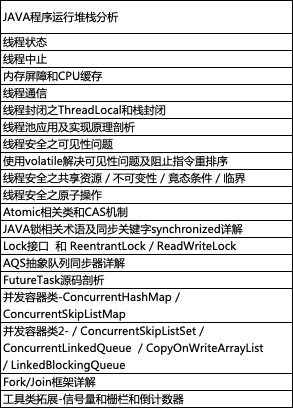 JAVA程序运行堆栈分析
线程状态
线程中止
内存屏障和CPU缓存
线程通信
线程封闭之ThreadLocal和栈封闭
线程池应用及实现原理剖析
线程安全之可见性问题
使用volatile解决可见性问题及阻止指令重排序
线程安全之共享资源 / 不可变性 / 竟态条件 / 临界
线程安全之原子操作
Atomic相关类和CAS机制
JAVA锁相关术语及同步关键字synchronized详解
Lock接口 和 ReentrantLock / ReadWriteLock
AQS抽象队列同步器详解
FutureTask源码剖析
并发容器类-ConcurrentHashMap /
ConcurrentSkipListMap
并发容器类2- / ConcurrentSkipListSet /
ConcurrentLinkedQueue / CopyOnWriteArrayList
/ LinkedBlockingQueue
Fork/Join框架详解
工具类拓展-信号量和栅栏和倒计数器